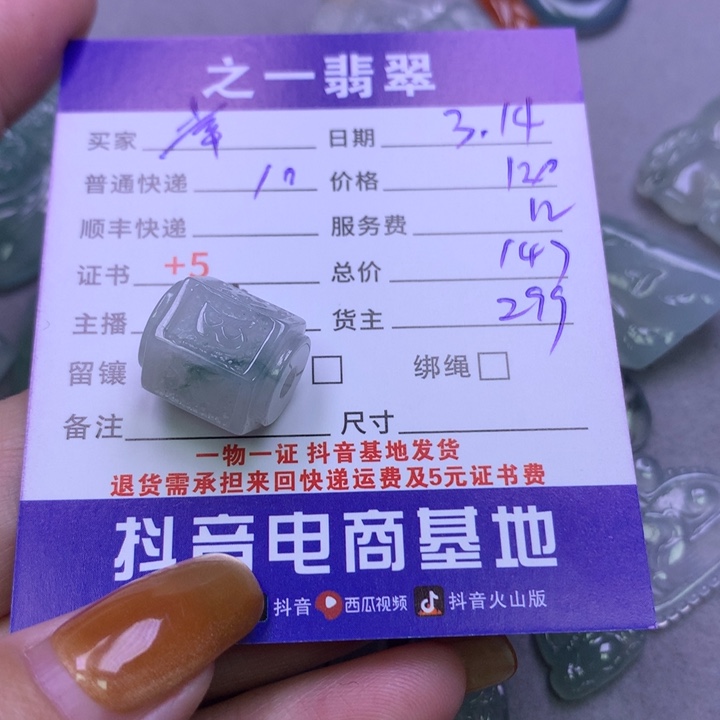 之一翡翠
买家 日期 3.14
普通快递 10 价格 120
顺丰快递 服务费 12
证书 +5 总价 147
主播 货主 299
留镶 绑绳
备注 尺寸
一物一证 抖音基地发货
退货需承担来回快递运费及5元证书费
抖音电商基地
抖音 西瓜视频 抖音火山版